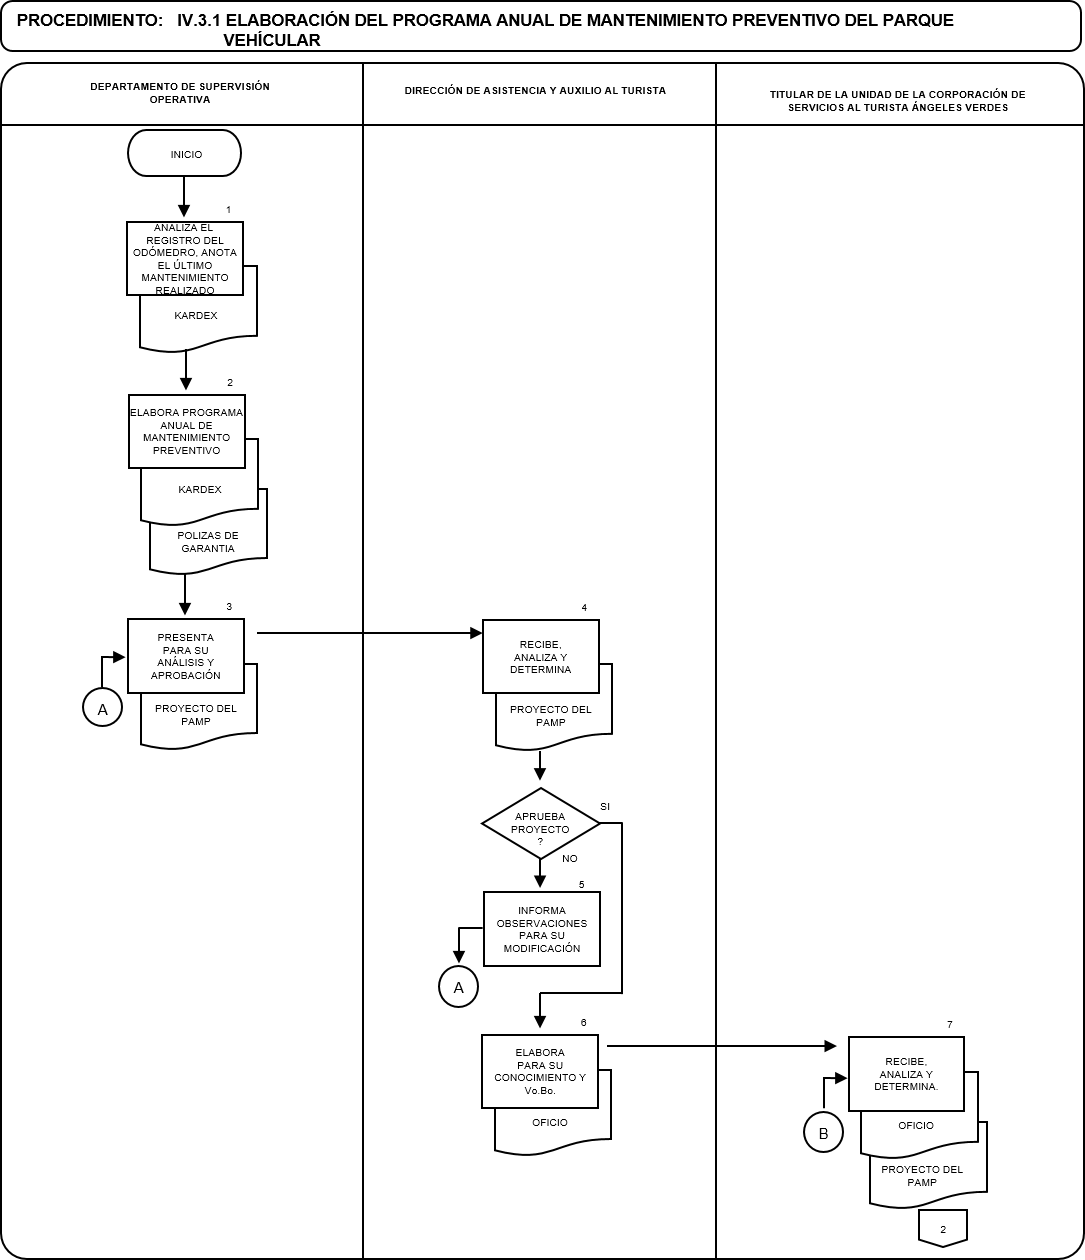 PROCEDIMIENTO: IV.3.1 ELABORACIÓN DEL PROGRAMA ANUAL DE MANTENIMIENTO PREVENTIVO DEL PARQUE
VEHÍCULAR
DEPARTAMENTO DE SUPERVISIÓN
OPERATIVA
DIRECCIÓN DE ASISTENCIA Y AUXILIO AL TURISTA
TITULAR DE LA UNIDAD DE LA CORPORACIÓN DE
SERVICIOS AL TURISTA ÁNGELES VERDES
INICIO
1
ANALIZA EL
REGISTRO DEL
ODÓMEDRO, ANOTA
EL ÚLTIMO
MANTENIMIENTO
REALIZADO
KARDEX
2
ELABORA PROGRAMA
ANUAL DE
MANTENIMIENTO
PREVENTIVO
KARDEX
POLIZAS DE
GARANTIA
3
PRESENTA
PARA SU
ANÁLISIS Y
APROBACIÓN
A
PROYECTO DEL
PAMP
4
RECIBE,
ANALIZA Y
DETERMINA
PROYECTO DEL
PAMP
SI
APRUEBA
PROYECTO
?
NO
5
INFORMA
OBSERVACIONES
PARA SU
MODIFICACIÓN
A
6
ELABORA
PARA SU
CONOCIMIENTO Y
Vo.Bo.
OFICIO
7
RECIBE,
ANALIZA Y
DETERMINA.
B
OFICIO
PROYECTO DEL
PAMP
2